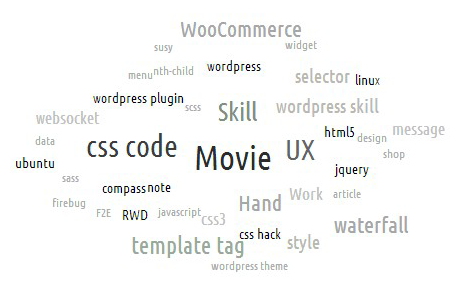 WooCommerce
susy
widget
menu
nth-child
wordpress
selector
linux
wordpress plugin
scss
Skill
wordpress skill
websocket
data
css code
Movie
UX
html5
design
message
shop
ubuntu
sass
jquery
compass
note
firebug
F2E
RWD
javascript
css3
Hand
Work
article
waterfall
template tag
css hack
style
wordpress theme